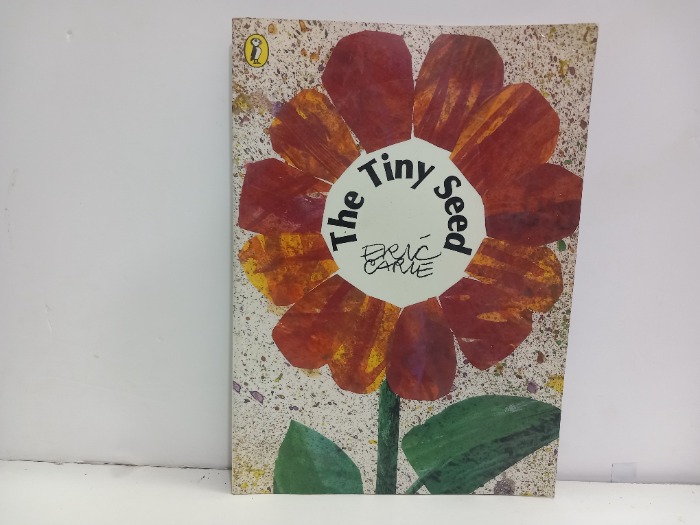 The Tiny Seed
ERIC
CARLE